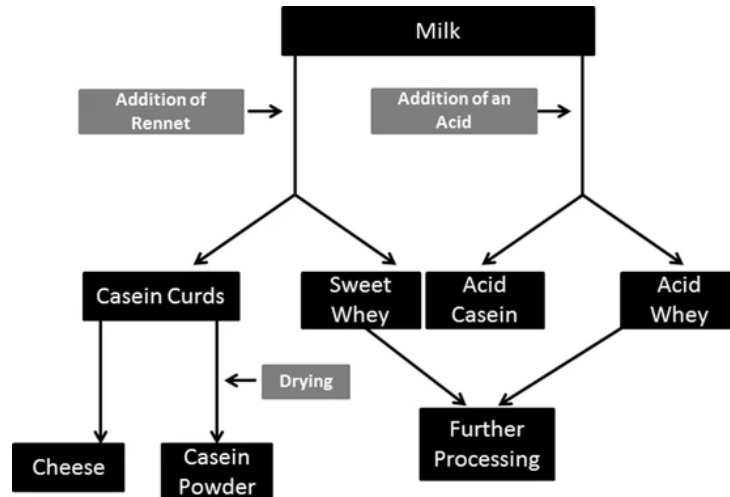 Milk
Addition of
Rennet
Addition of an
Acid
Casein Curds
Sweet
Whey
Acid
Casein
Acid
Whey
Drying
Cheese
Casein
Powder
Further
Processing